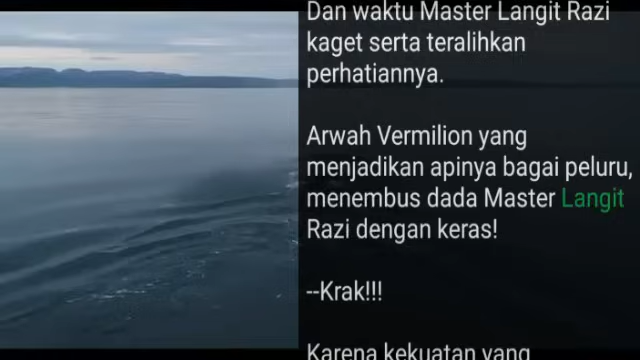 Dan waktu Master Langit Razi
kaget serta teralihkan
perhatiannya.
Arwah Vermilion yang
menjadikan apinya bagai peluru,
menembus dada Master Langit
Razi dengan keras!
--Krak!!!
Karena kekuatan yang